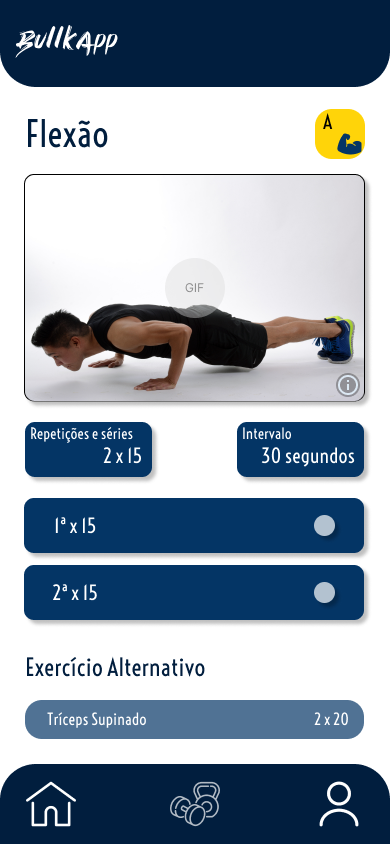 BullkApp
Flexão
A
GIF
Repetições e séries
2 x 15
Intervalo
30 segundos
1ª x 15
2ª x 15
Exercício Alternativo
Tríceps Supinado 2 x 20